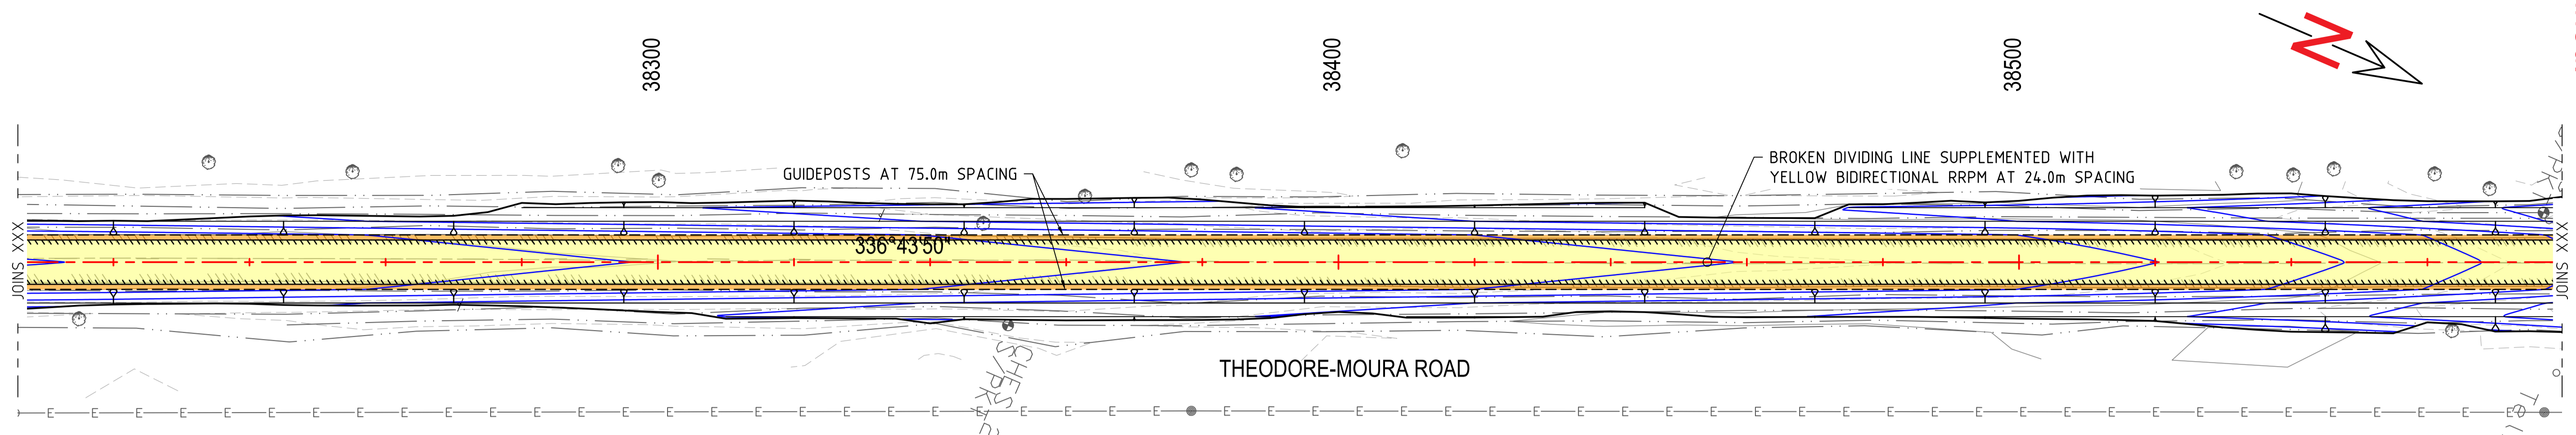 38300
38400
38500
N
GUIDEPOSTS AT 75.0m SPACING
BROKEN DIVIDING LINE SUPPLEMENTED WITH
YELLOW BIDIRECTIONAL RRPM AT 24.0m SPACING
JOINS XXX
336°43'50"
JOINS XXX
THEODORE-MOURA ROAD
E E E E E E E E E E E E E E E E E E E E E E E E E E E E E E E E E E E E E E E E E E E E E E E E E E E E E E E E